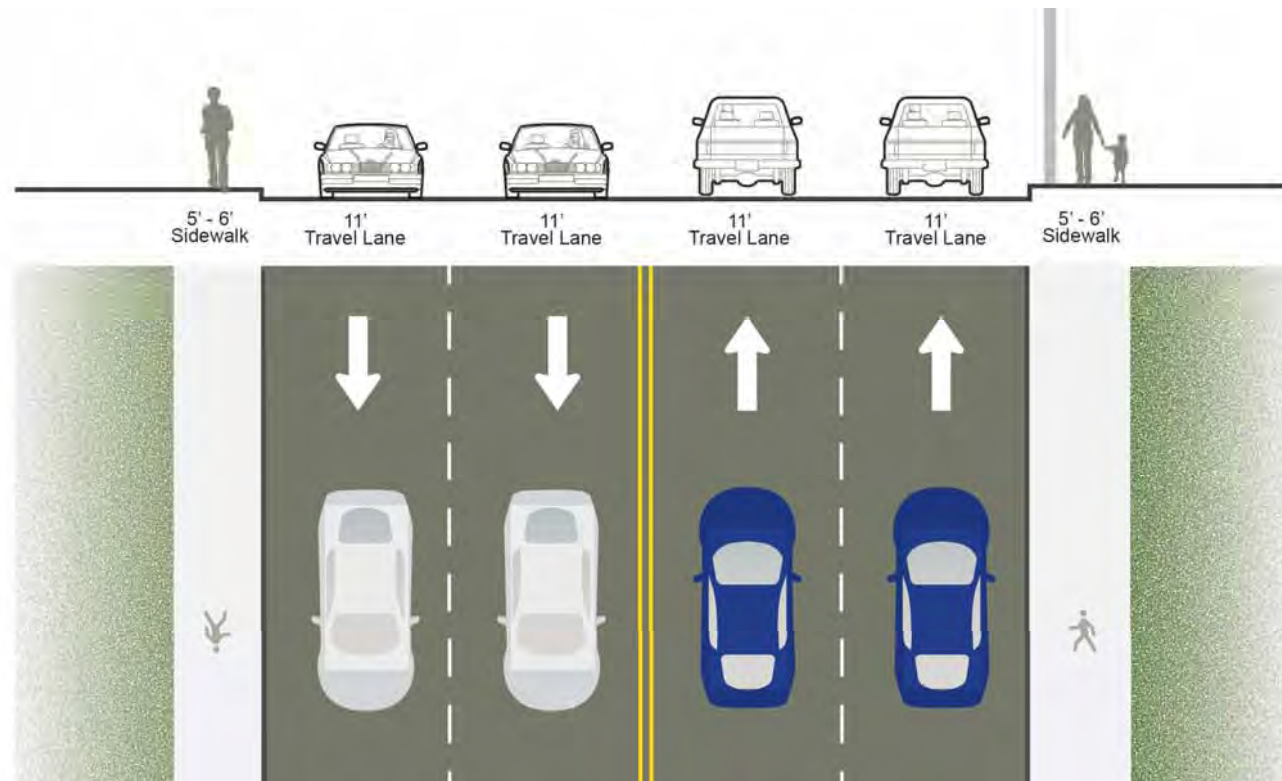 5' - 6'
Sidewalk
11'
Travel Lane
11'
Travel Lane
11'
Travel Lane
11'
Travel Lane
5' - 6'
Sidewalk